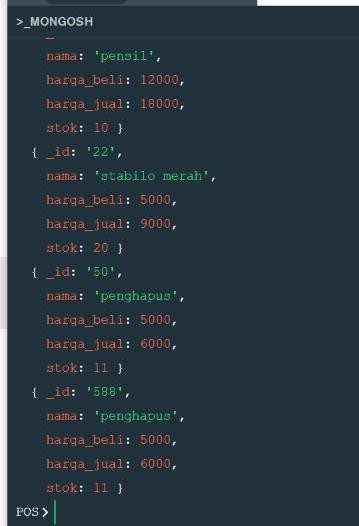 >_MONGOSH
nama: 'pensil',
harga_beli: 12000,
harga_jual: 18000,
stok: 10 }
{ _id: '22',
nama: 'stabilo merah',
harga_beli: 5000,
harga_jual: 9000,
stok: 20 }
{ _id: '50',
nama: 'penghapus',
harga_beli: 5000,
harga_jual: 6000,
stok: 11 }
{ _id: '588',
nama: 'penghapus',
harga_beli: 5000,
harga_jual: 6000,
stok: 11 }
POS>